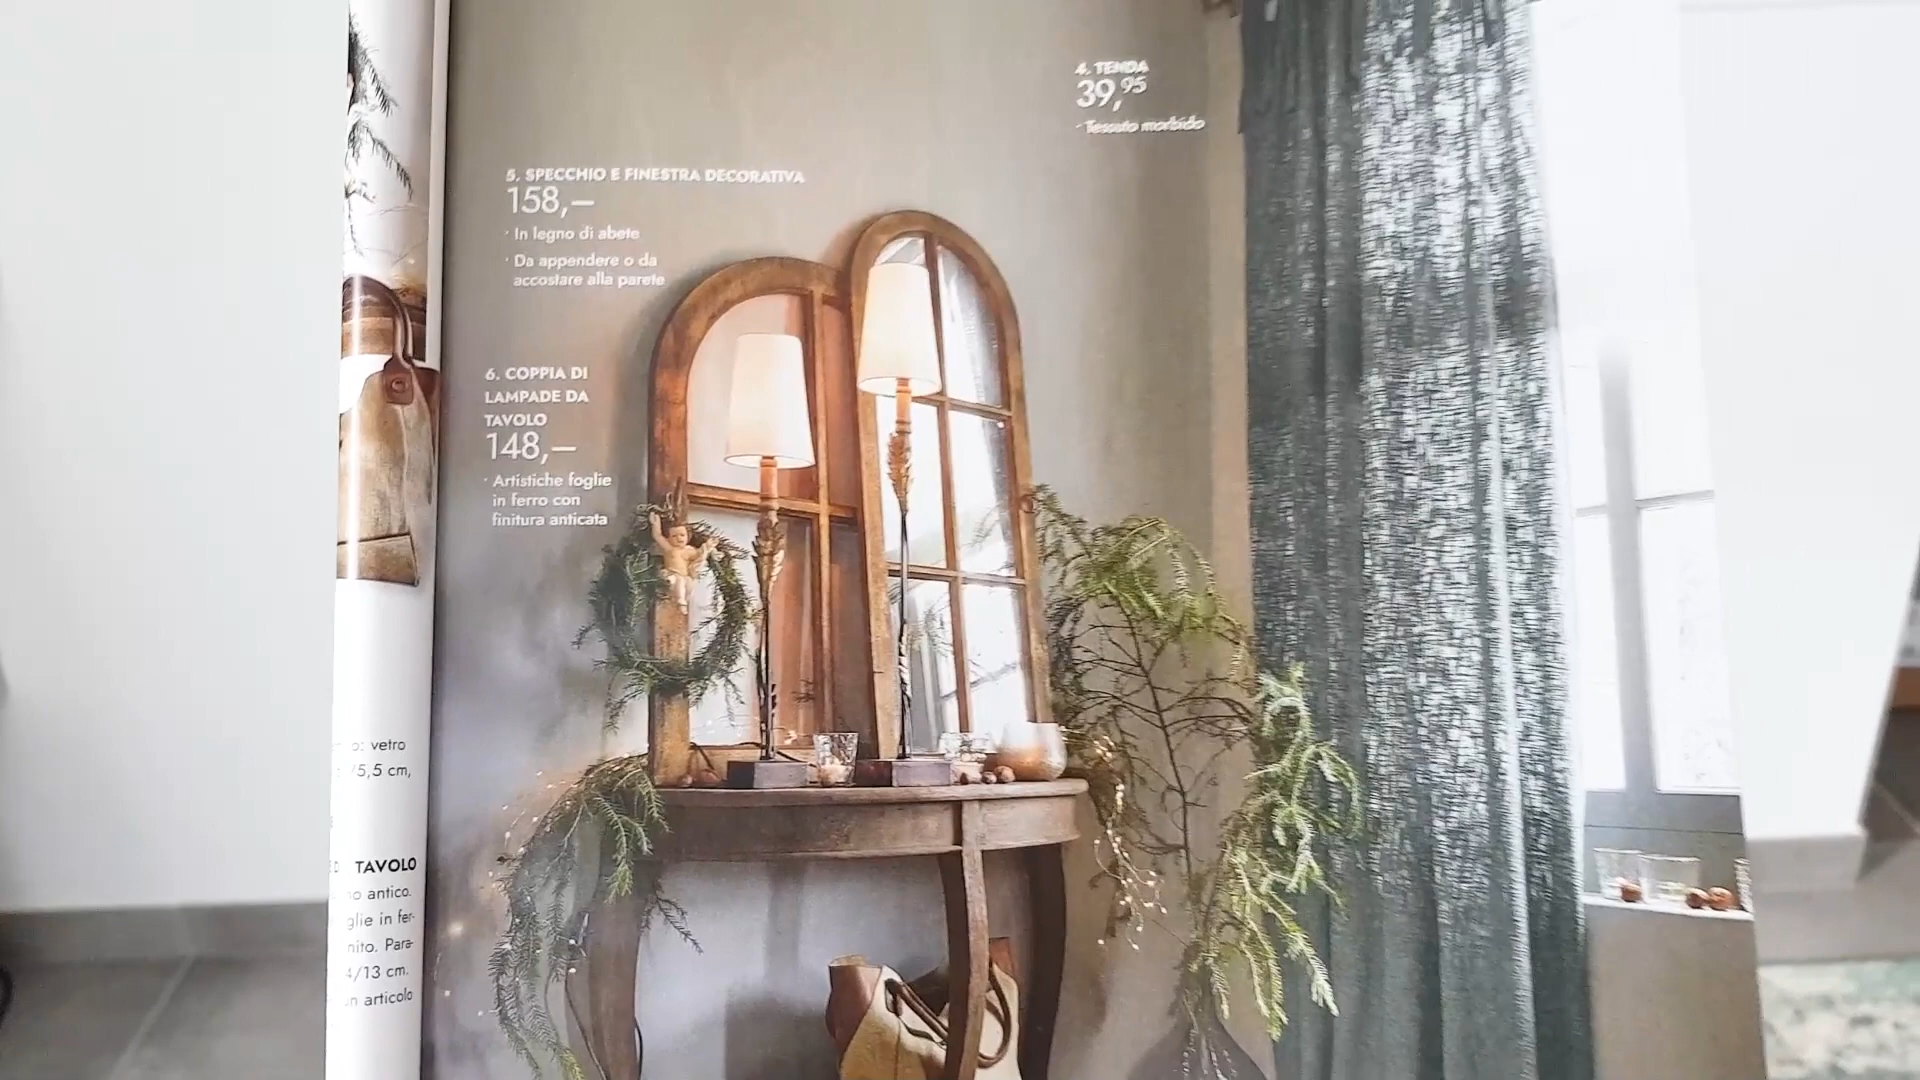 vetro
5,5 cm,
TAVOLO
antico.
glie in fer-
nito. Para-
4/13 cm.
articolo
4. TENDA
39,95
· Tessuto morbido
5. SPECCHIO E FINESTRA DECORATIVA
158,—
· In legno di abete
· Da appendere o da
accostare alla parete
6. COPPIA DI
LAMPADE DA
TAVOLO
148,—
· Artistiche foglie
in ferro con
finitura anticata